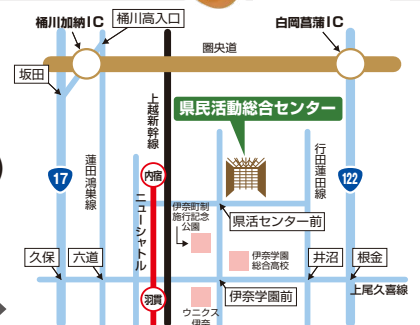 桶川加納IC
桶川高入口
白岡菖蒲IC
圏央道
坂田
上越新幹線
県民活動総合センター
蓮田鴻巣線
行田蓮田線
17
内宿
122
ニューシャトル
伊奈町制
施行記念
公園
県活センター前
久保
六道
伊奈学園
総合高校
井沼
根金
上尾久喜線
羽貫
伊奈学園前
ウニクス
伊奈